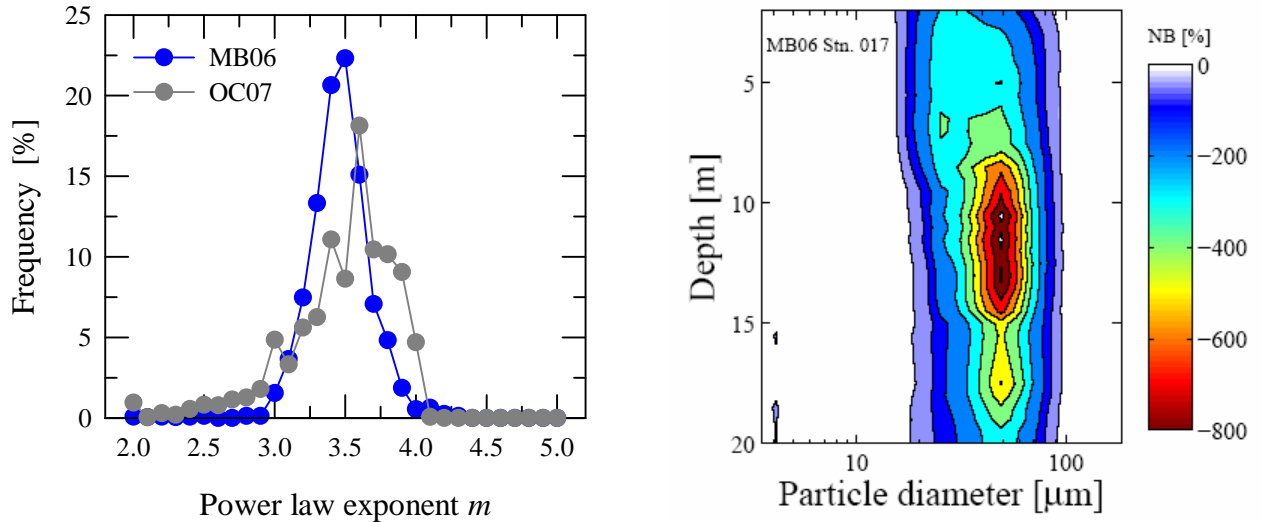 25
20
15
10
5
0
Frequency [%]
MB06
OC07
2.0 2.5 3.0 3.5 4.0 4.5 5.0
Power law exponent m
MB06 Stn. 017
5
10
15
20
Depth [m]
10 100
Particle diameter [μm]
NB [%]
0
−200
−400
−600
−800